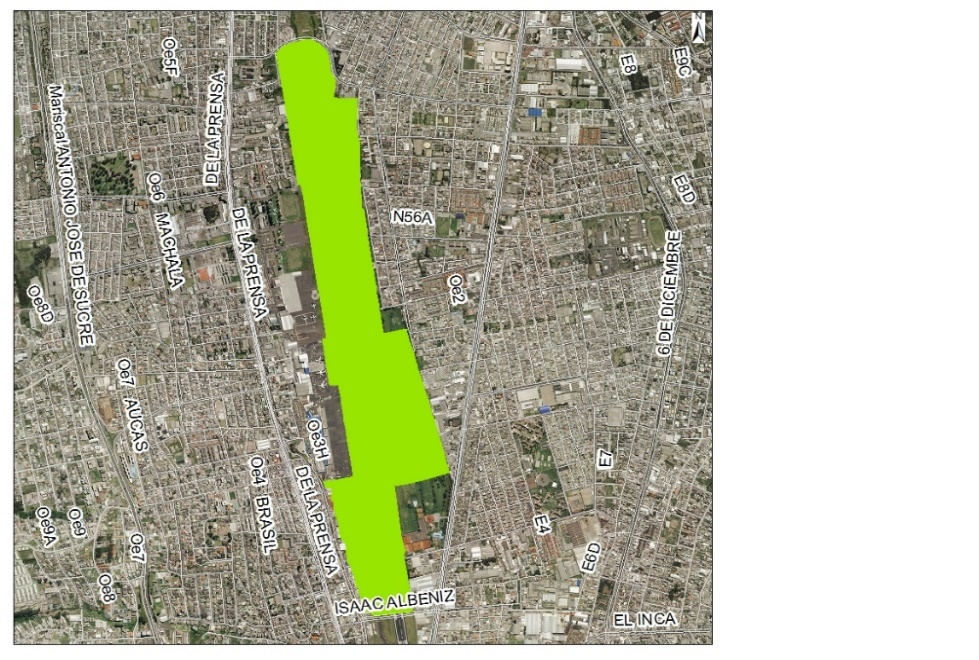 N
Oe5F
E8
E9C
DE LA PRENSA
Mariscal ANTONIO JOSE DE SUCRE
Oe6 MACHALA
E8D
N56A
DE LA PRENSA
Oe2
6 DE DICIEMBRE
Oe8D
Oe7 AUCAS
Oe3H
E7
Oe4 BRASIL
DE LA PRENSA
Oe9A
Oe9
Oe7
E4
E6D
Oe8
ISAAC ALBENIZ
EL INCA